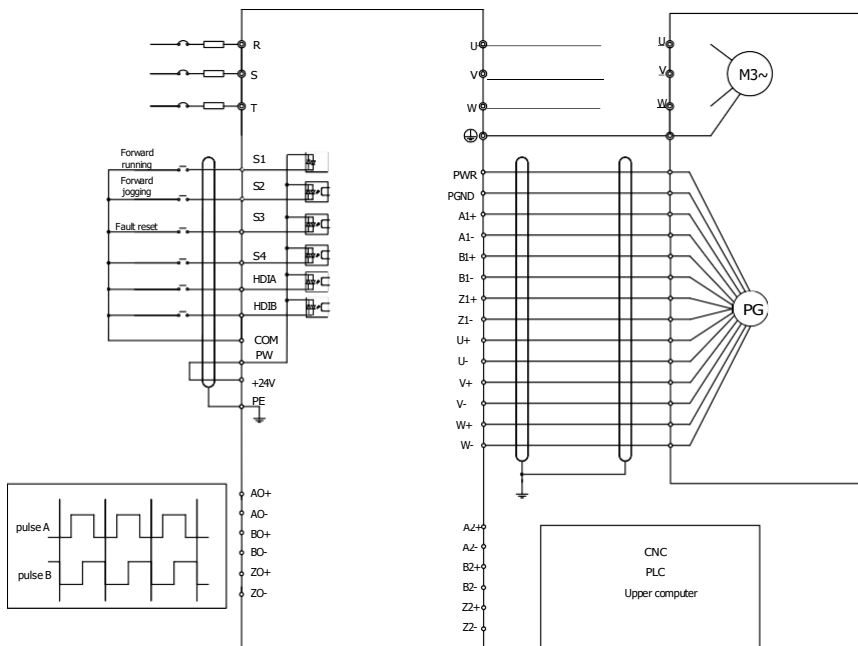 R
S
T
U
V
W
U
V
W
M3~
Forward
running
Forward
jogging
Fault reset
S1
S2
S3
S4
HDIA
HDIB
COM
PW
+24V
PE
PWR
PGND
A1+
A1-
B1+
B1-
Z1+
Z1-
U+
U-
V+
V-
W+
W-
PG
pulse A
pulse B
AO+
AO-
BO+
BO-
ZO+
ZO-
A2+
A2-
B2+
B2-
Z2+
Z2-
CNC
PLC
Upper computer